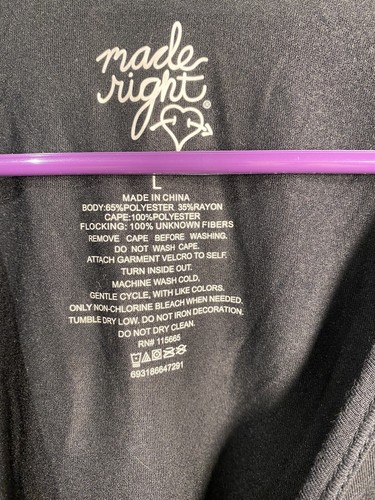 made
right®
L
MADE IN CHINA
BODY:65%POLYESTER 35%RAYON
CAPE:100%POLYESTER
FLOCKING: 100% UNKNOWN FIBERS
REMOVE CAPE BEFORE WASHING.
DO NOT WASH CAPE.
ATTACH GARMENT VELCRO TO SELF.
TURN INSIDE OUT.
MACHINE WASH COLD,
GENTLE CYCLE, WITH LIKE COLORS.
ONLY NON-CHLORINE BLEACH WHEN NEEDED.
TUMBLE DRY LOW. DO NOT IRON DECORATION.
DO NOT DRY CLEAN.
RN# 115665
693186647291